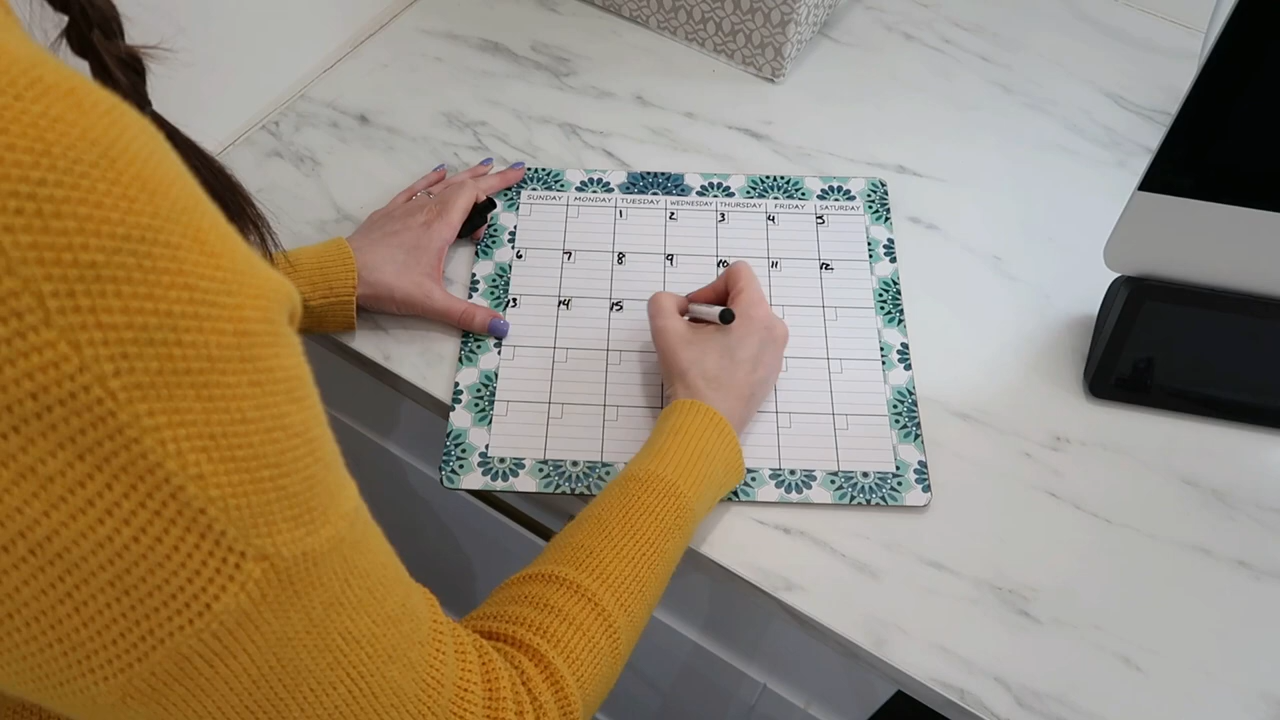 SUNDAY MONDAY TUESDAY WEDNESDAY THURSDAY FRIDAY SATURDAY
1 2 3 4 5
6 7 8 9 10 11 12
13 14 15